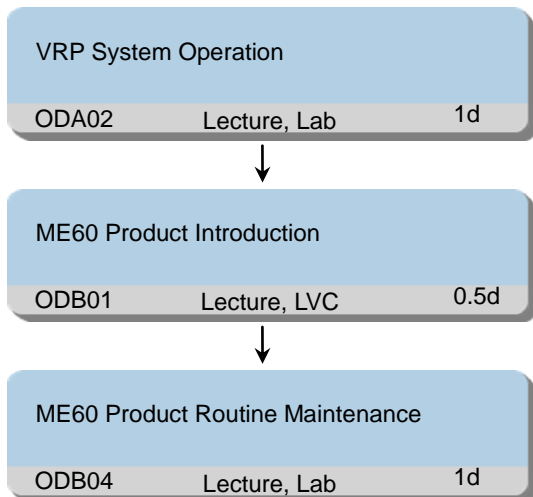 VRP System Operation
ODA02 Lecture, Lab 1d
ME60 Product Introduction
ODB01 Lecture, LVC 0.5d
ME60 Product Routine Maintenance
ODB04 Lecture, Lab 1d